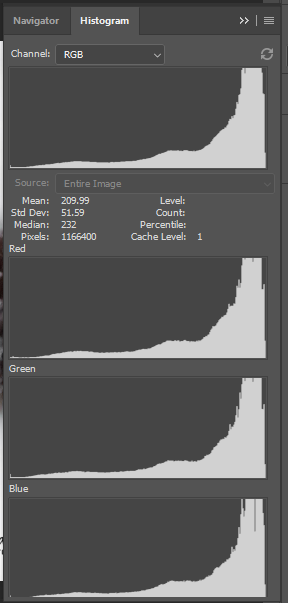 Navigator Histogram
Channel: RGB
Source: Entire Image
Mean: 209.99 Level:
Std Dev: 51.59 Count:
Median: 232 Percentile:
Pixels: 1166400 Cache Level: 1
Red
Green
Blue